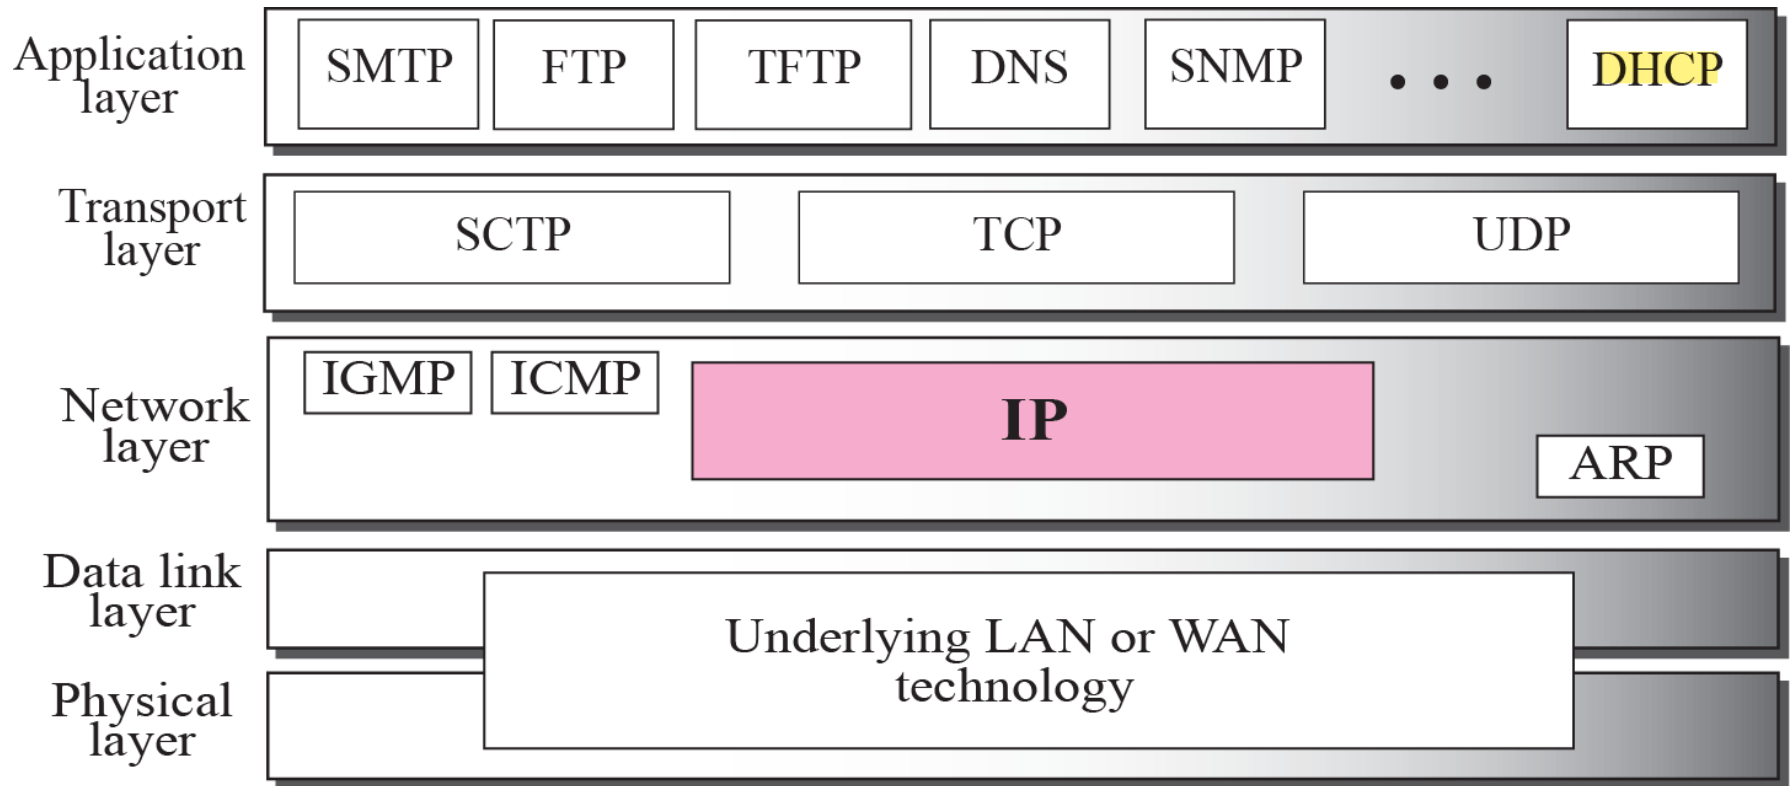 Application
layer
SMTP FTP TFTP DNS SNMP • • • DHCP
Transport
layer
SCTP TCP UDP
Network
layer
IGMP ICMP IP ARP
Data link
layer
Underlying LAN or WAN
technology
Physical
layer